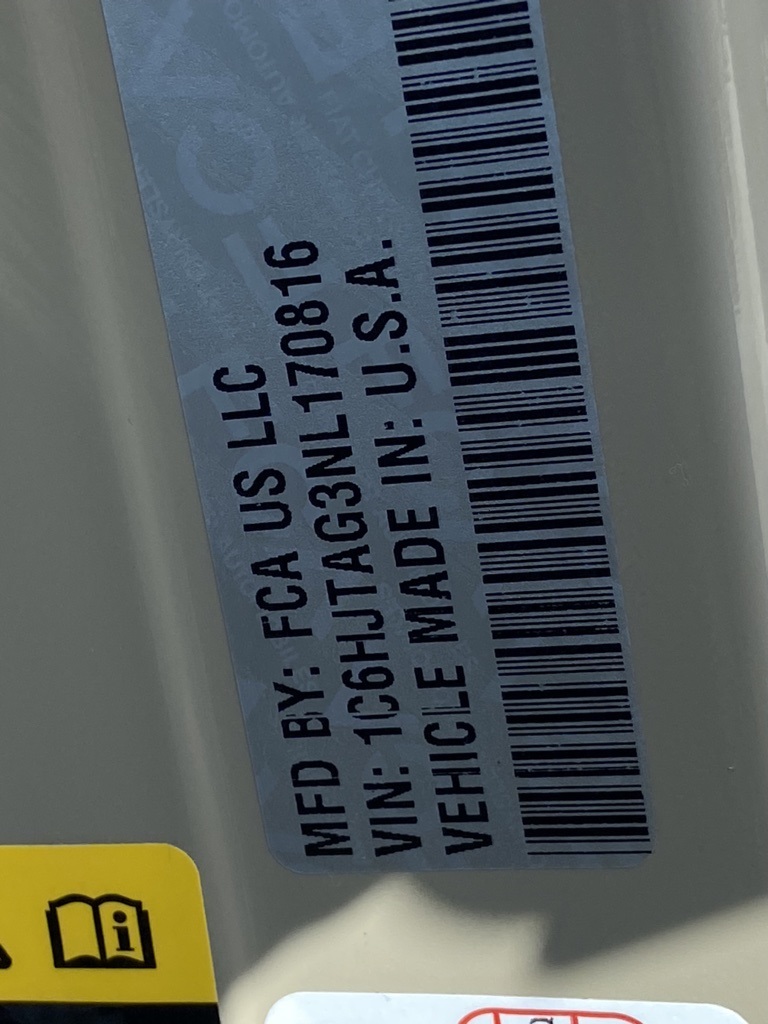 MFD BY: FCA US LLC
VIN: 1C6HJTAG3NL170816
VEHICLE MADE IN: U.S.A.